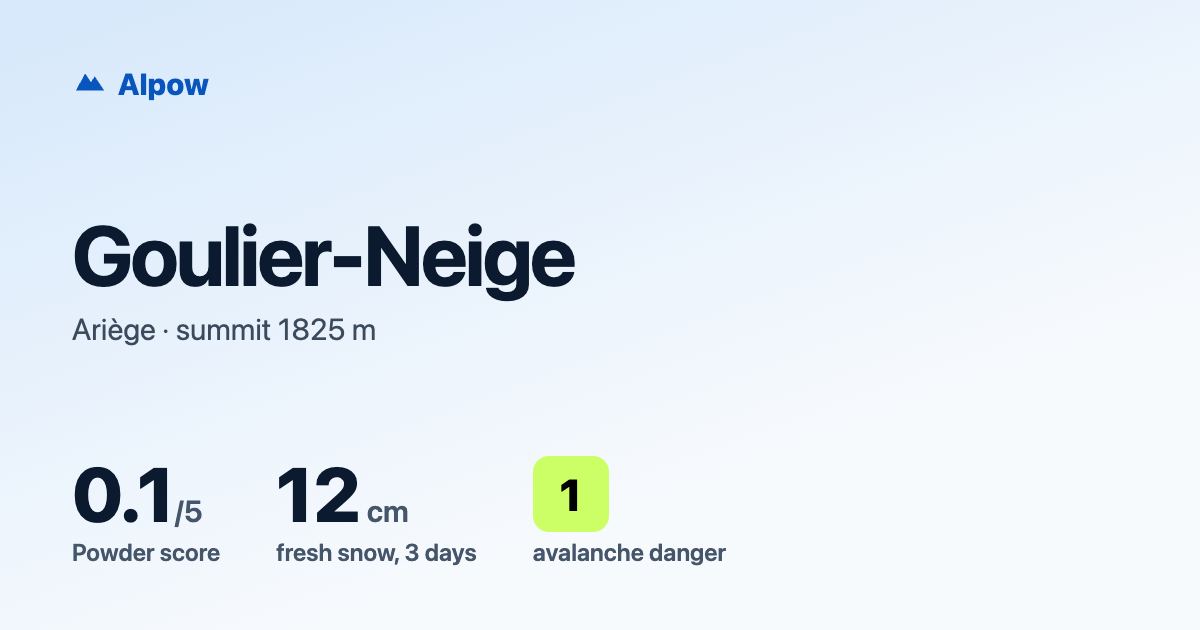 Alpow
Goulier-Neige
Ariège · summit 1825 m
0.1/5
Powder score
12 cm
fresh snow, 3 days
1
avalanche danger